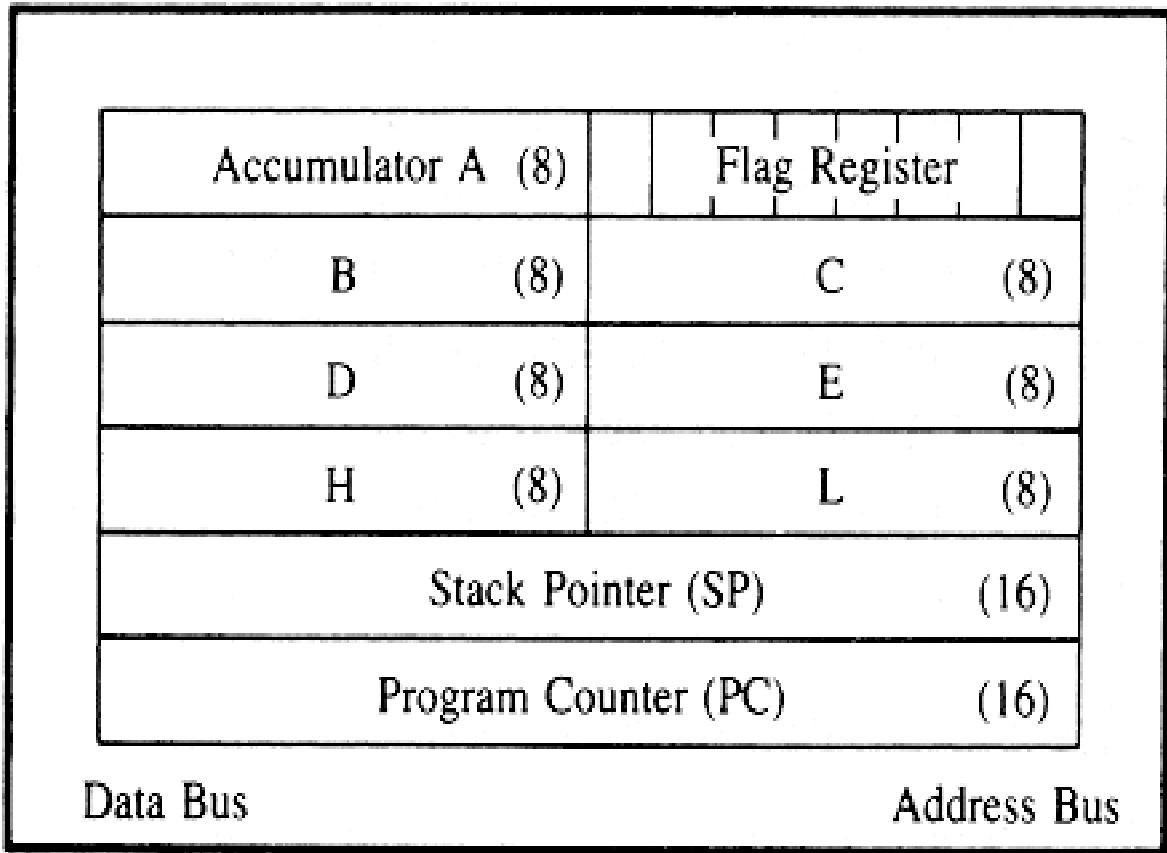 Accumulator A (8) Flag Register
B (8) C (8)
D (8) E (8)
H (8) L (8)
Stack Pointer (SP) (16)
Program Counter (PC) (16)
Data Bus Address Bus